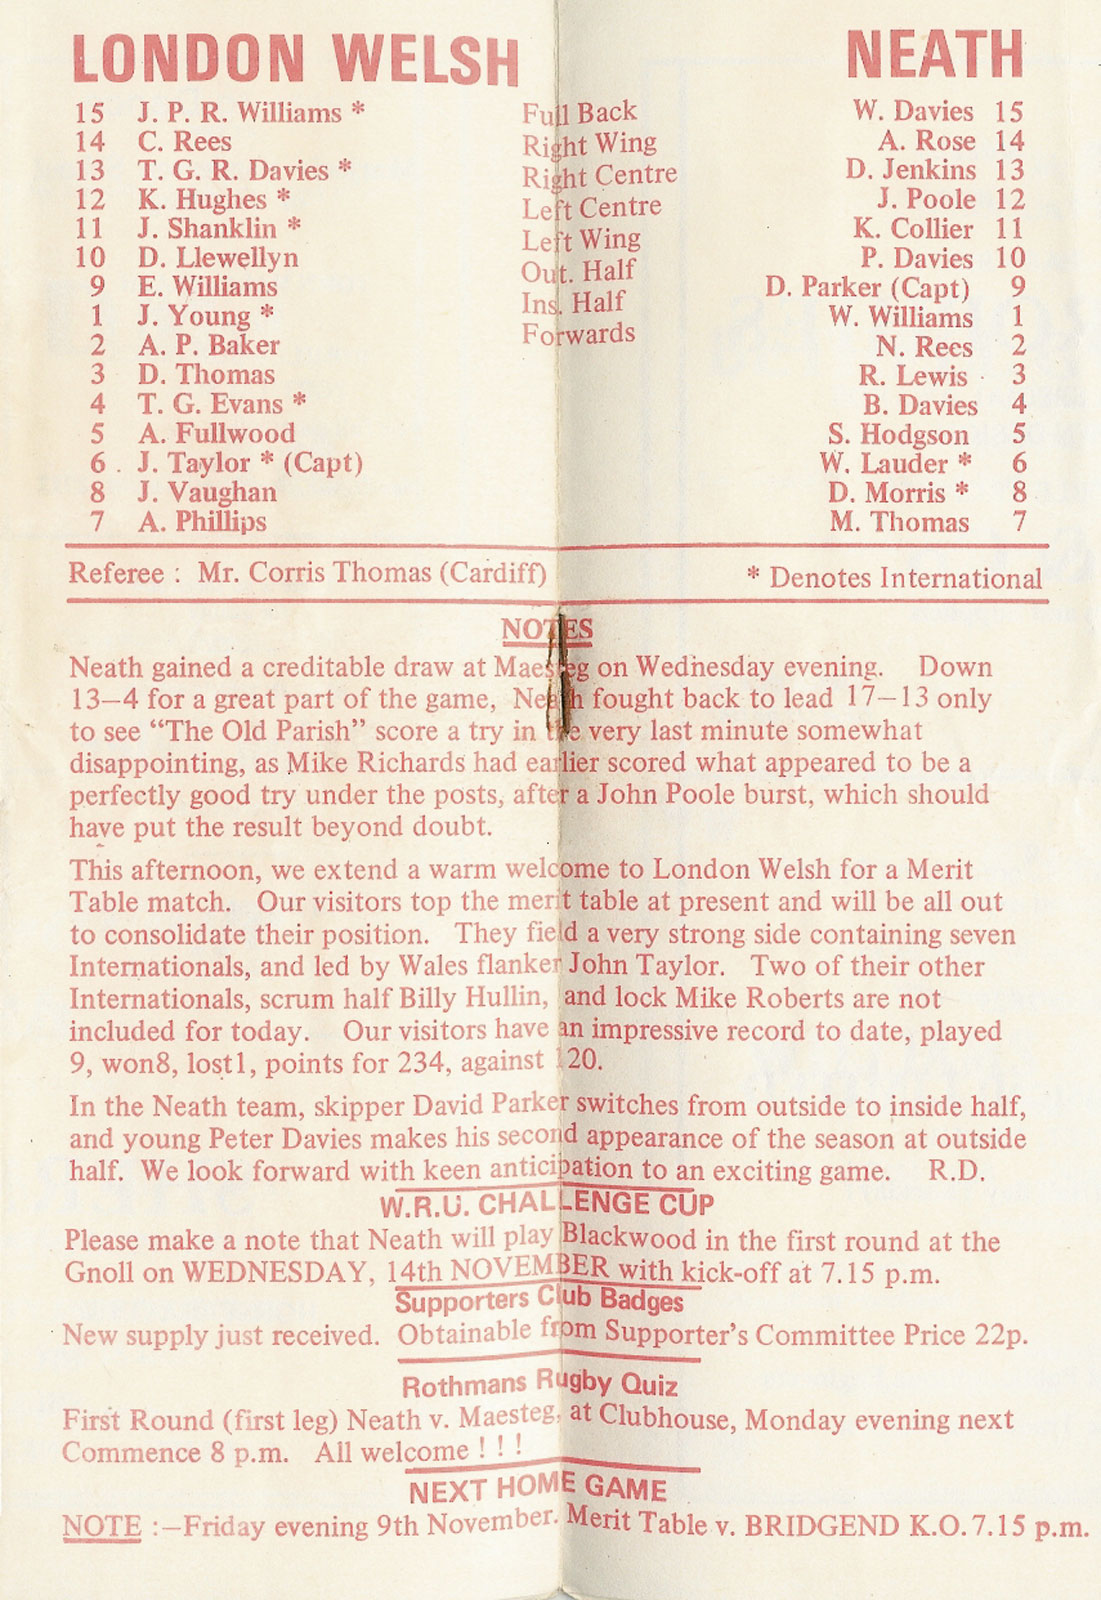 LONDON WELSH NEATH
15 J. P. R. Williams * Full Back W. Davies 15
14 C. Rees Right Wing A. Rose 14
13 T. G. R. Davies * Right Centre D. Jenkins 13
12 K. Hughes * Left Centre J. Poole 12
11 J. Shanklin * Left Wing K. Collier 11
10 D. Llewellyn Out. Half P. Davies 10
9 E. Williams Ins. Half D. Parker (Capt) 9
1 J. Young * Forwards W. Williams 1
2 A. P. Baker N. Rees 2
3 D. Thomas R. Lewis 3
4 T. G. Evans * B. Davies 4
5 A. Fullwood S. Hodgson 5
6 . J. Taylor * (Capt) W. Lauder * 6
8 J. Vaughan D. Morris * 8
7 A. Phillips M. Thomas 7
Referee : Mr. Corris Thomas (Cardiff) * Denotes International
NOTES
Neath gained a creditable draw at Maesteg on Wednesday evening. Down
13–4 for a great part of the game, Neath fought back to lead 17–13 only
to see "The Old Parish" score a try in the very last minute somewhat
disappointing, as Mike Richards had earlier scored what appeared to be a
perfectly good try under the posts, after a John Poole burst, which should
have put the result beyond doubt.
This afternoon, we extend a warm welcome to London Welsh for a Merit
Table match. Our visitors top the merit table at present and will be all out
to consolidate their position. They field a very strong side containing seven
Internationals, and led by Wales flanker John Taylor. Two of their other
Internationals, scrum half Billy Hullin, and lock Mike Roberts are not
included for today. Our visitors have an impressive record to date, played
9, won8, lost1, points for 234, against 120.
In the Neath team, skipper David Parker switches from outside to inside half,
and young Peter Davies makes his second appearance of the season at outside
half. We look forward with keen anticipation to an exciting game. R.D.
W.R.U. CHALLENGE CUP
Please make a note that Neath will play Blackwood in the first round at the
Gnoll on WEDNESDAY, 14th NOVEMBER with kick-off at 7.15 p.m.
Supporters Club Badges
New supply just received. Obtainable from Supporter's Committee Price 22p.
Rothmans Rugby Quiz
First Round (first leg) Neath v. Maesteg, at Clubhouse, Monday evening next
Commence 8 p.m. All welcome ! ! !
NEXT HOME GAME
NOTE :–Friday evening 9th November. Merit Table v. BRIDGEND K.O. 7.15 p.m.